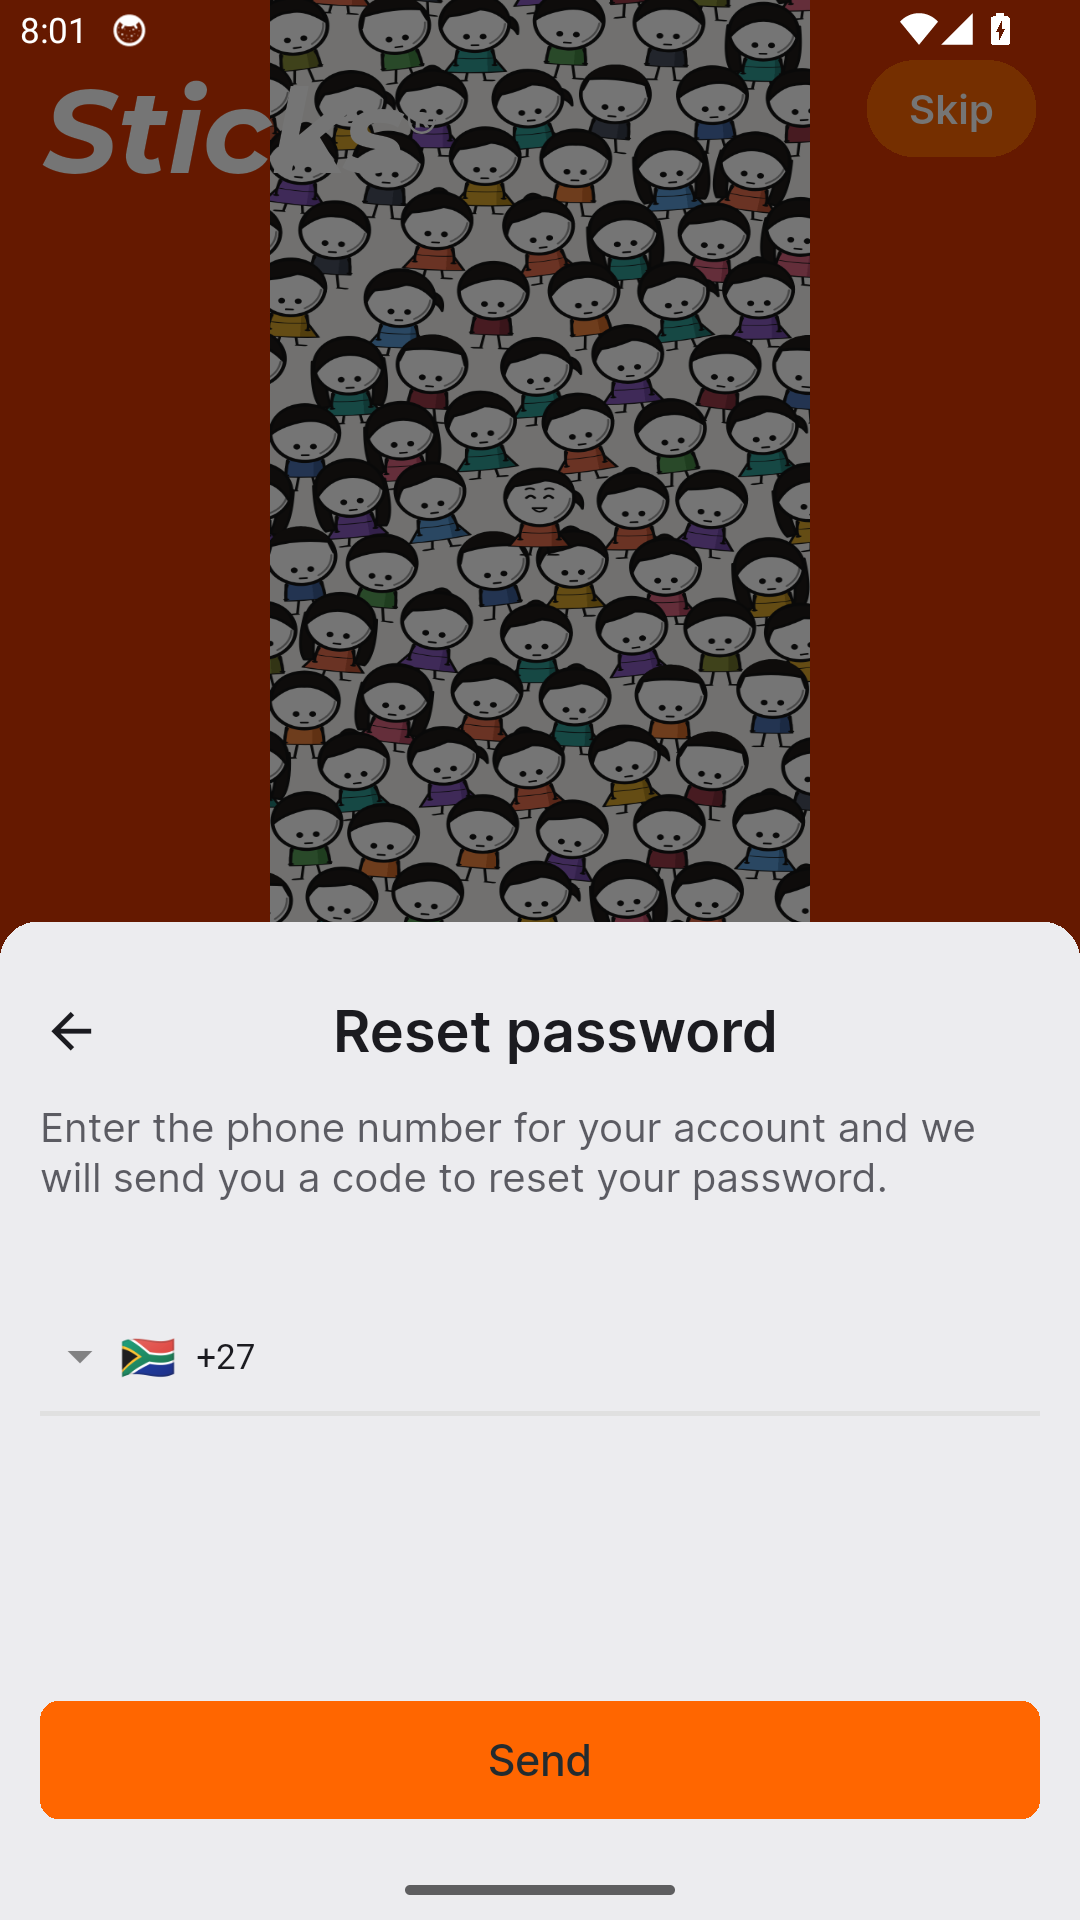 8:01
Sticks
Skip
Reset password
Enter the phone number for your account and we
will send you a code to reset your password.
+27
Send